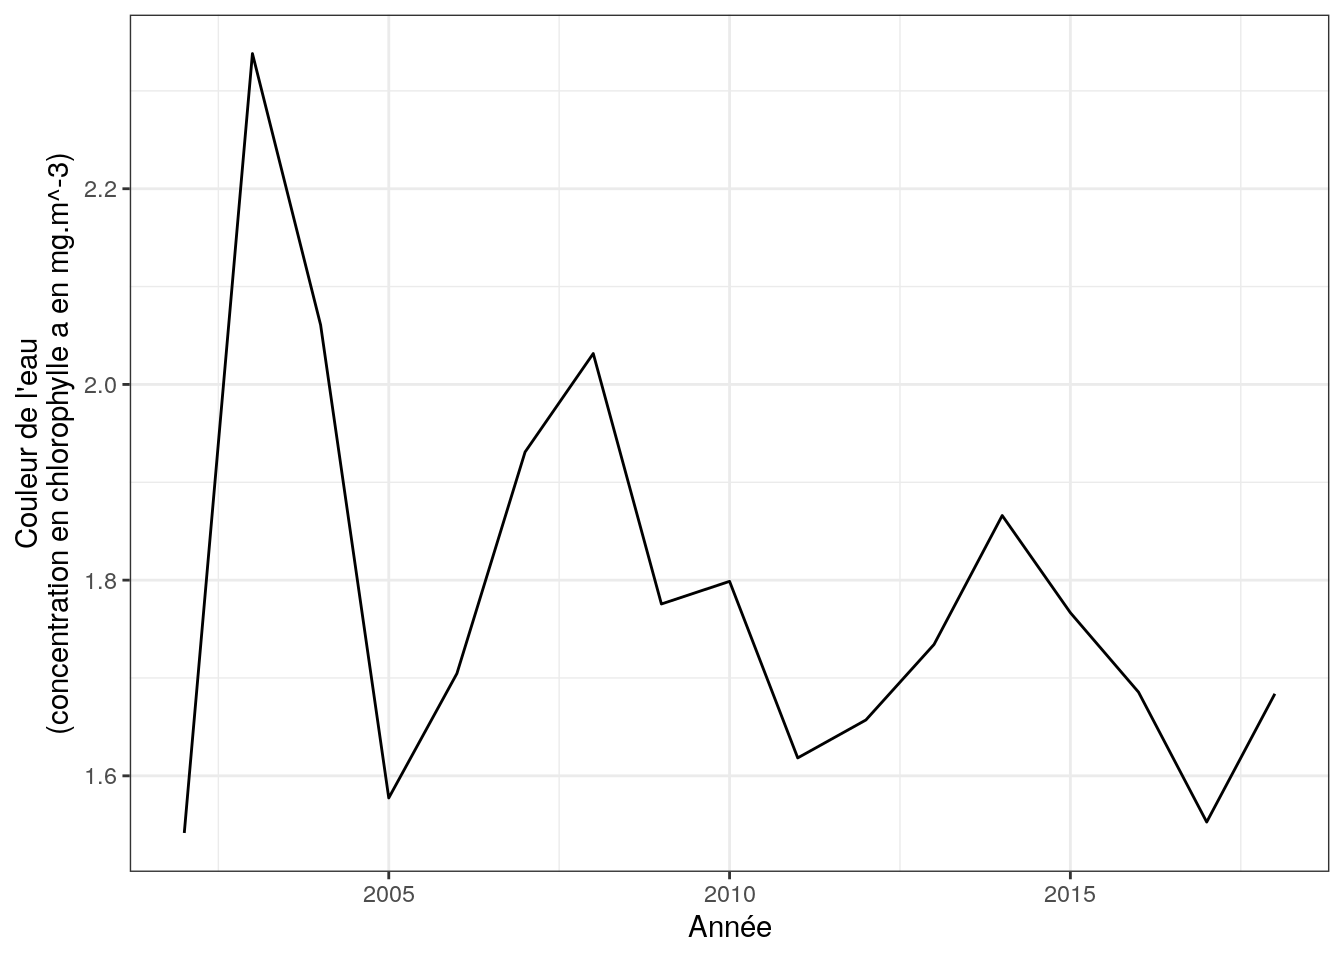 Couleur de l'eau
(concentration en chlorophylle a en mg.m^-3)
2.2
2.0
1.8
1.6
2005
2010
2015
Année